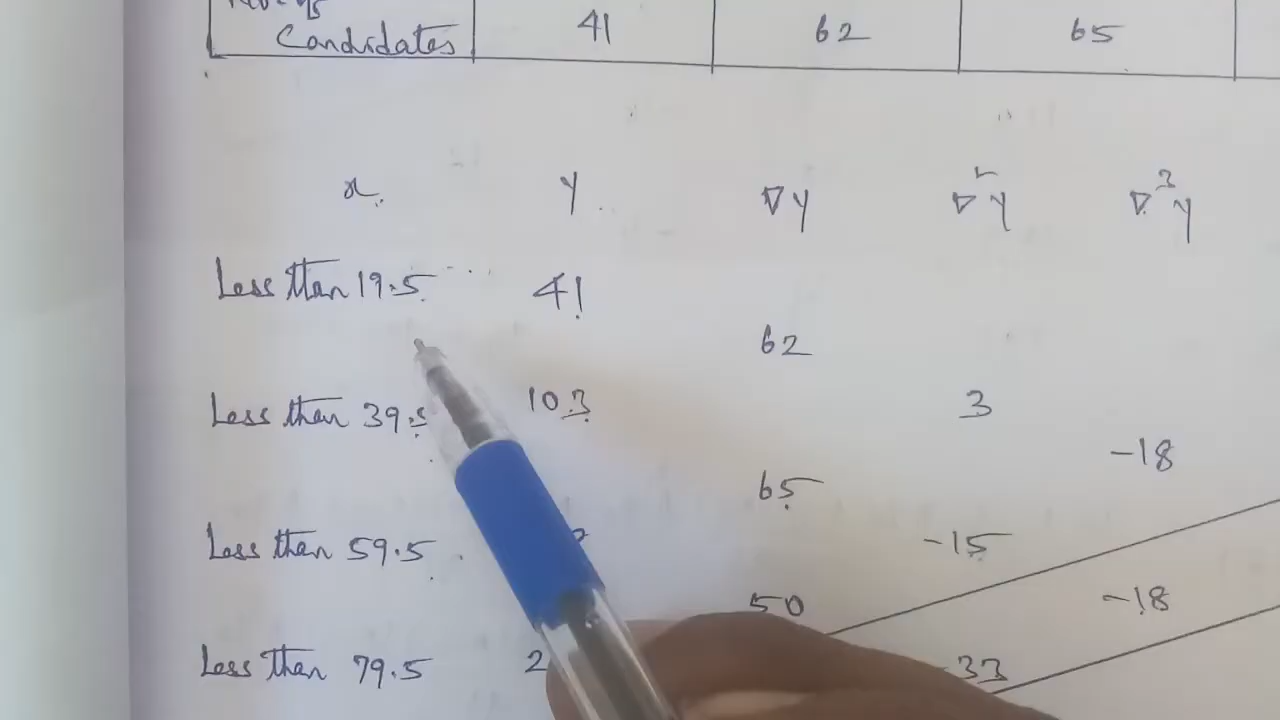 Candidates 41 62 65
x y ∇y ∇²y ∇³y
Less than 19.5 41
62
Less than 39.5 103 3
-18
65
Less than 59.5 -15
50 -18
Less than 79.5 2 -33